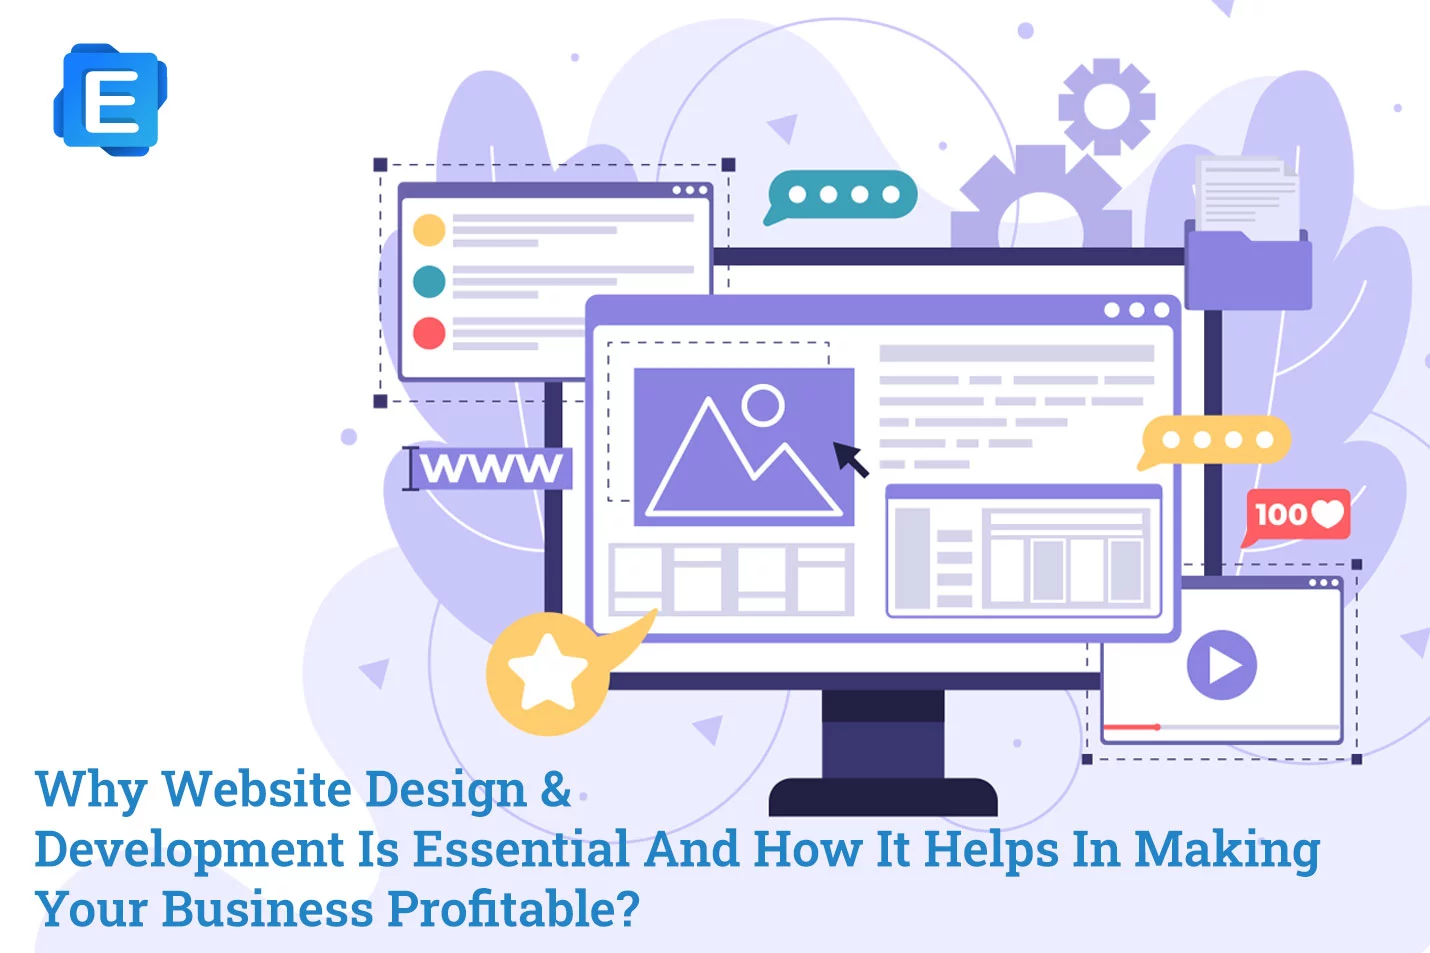 E
WWW
100
Why Website Design &
Development Is Essential And How It Helps In Making
Your Business Profitable?